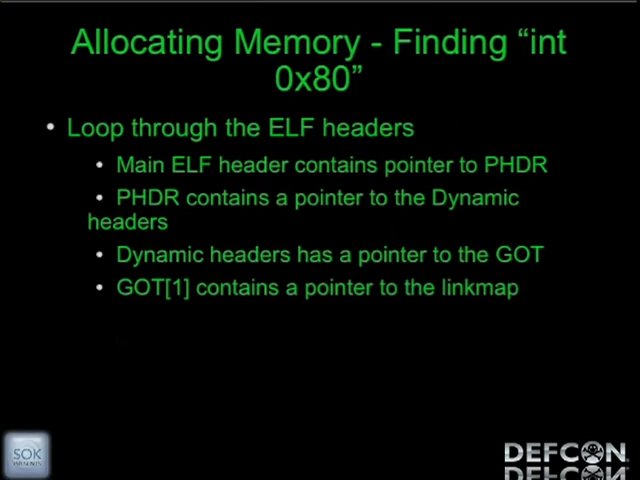 Allocating Memory - Finding “int
0x80”
• Loop through the ELF headers
• Main ELF header contains pointer to PHDR
• PHDR contains a pointer to the Dynamic
headers
• Dynamic headers has a pointer to the GOT
• GOT[1] contains a pointer to the linkmap
SOK
PRESENTS
DEFCON